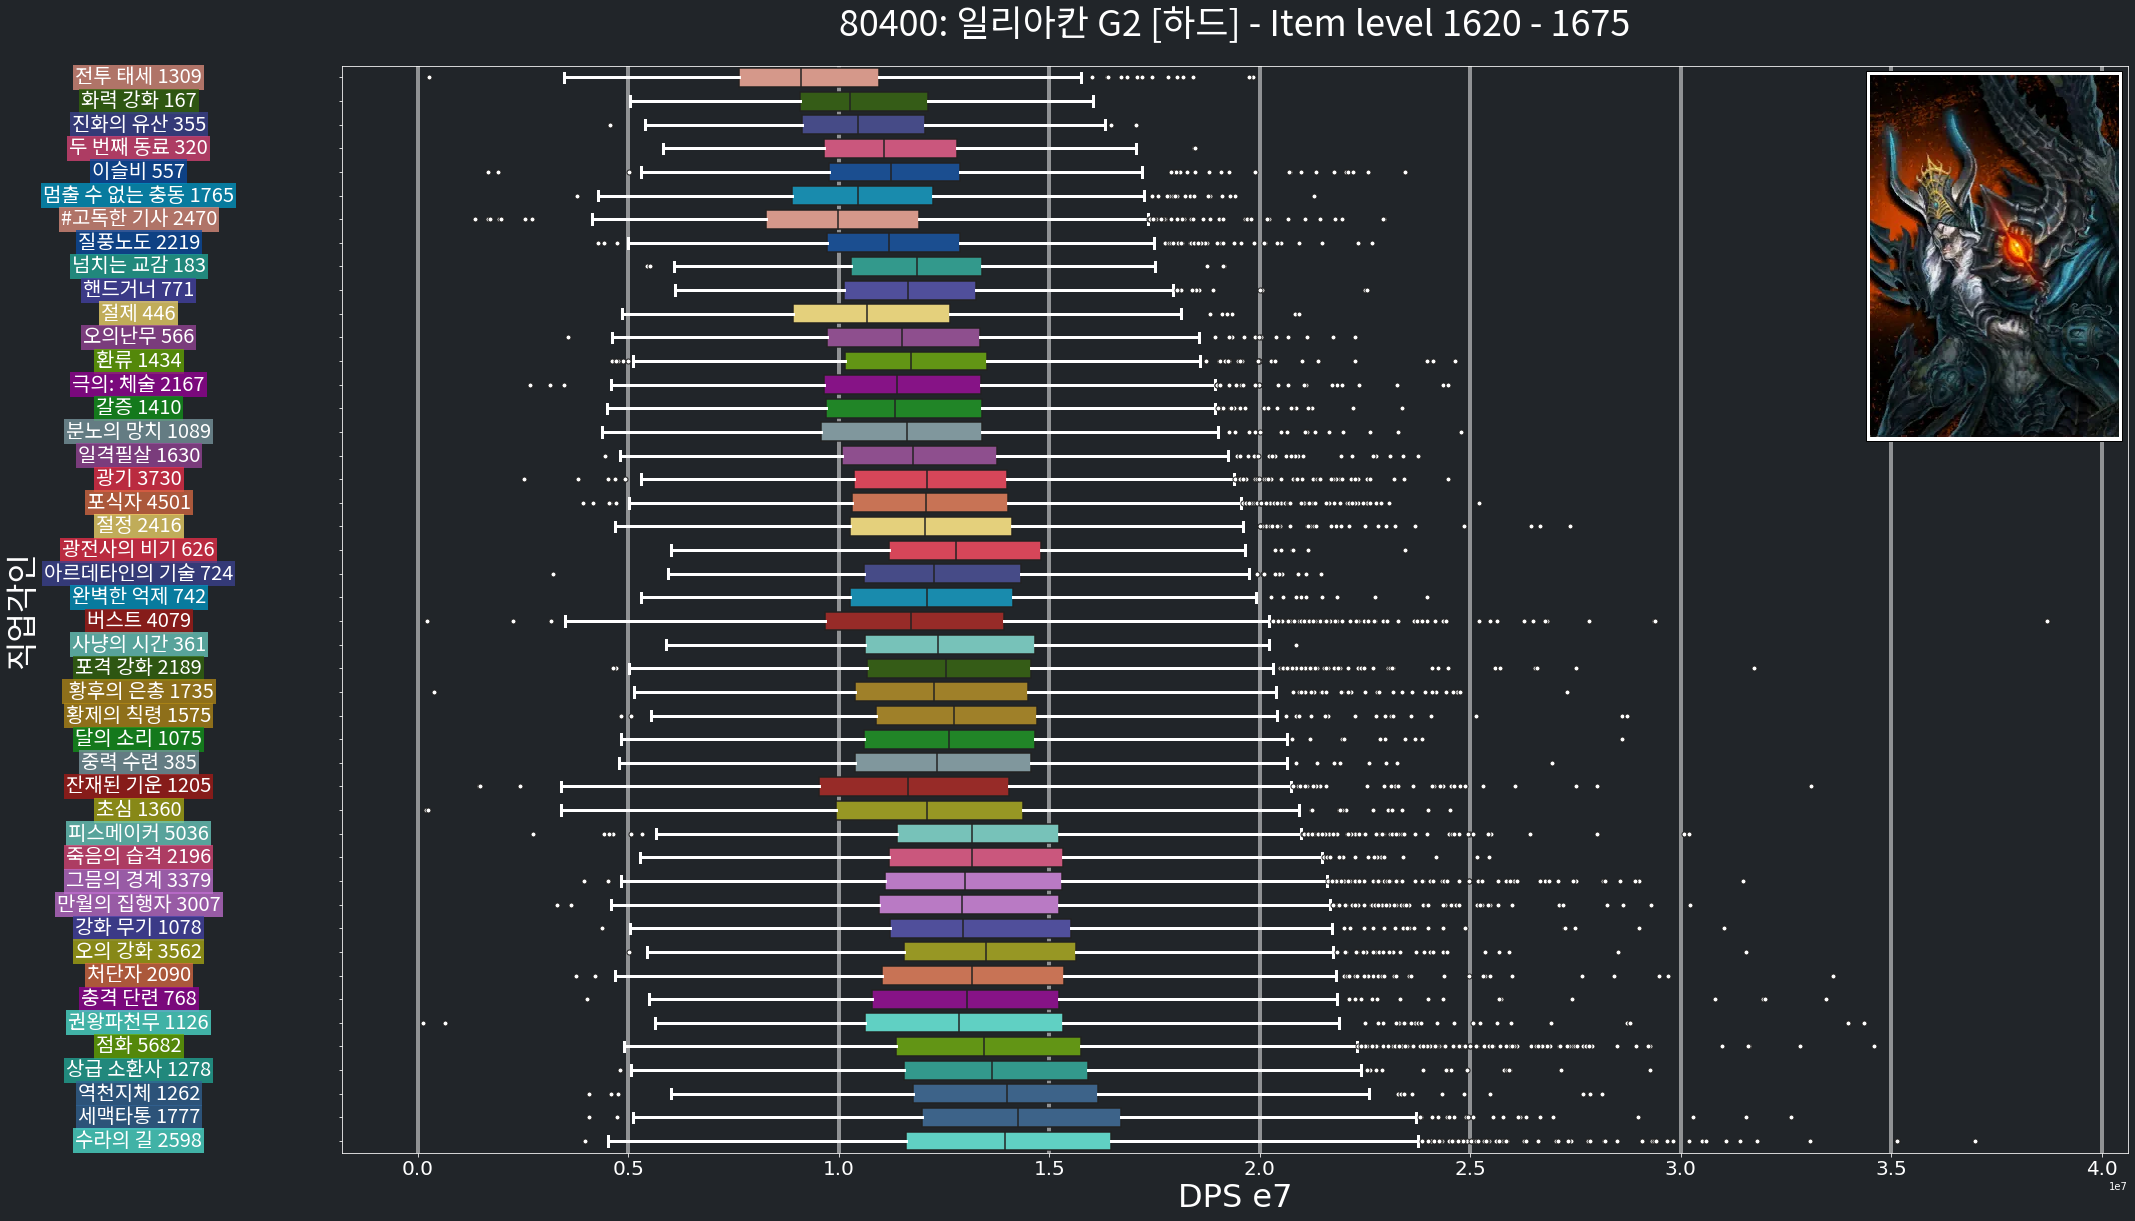 80400: 일리아칸 G2 [하드] - Item level 1620 - 1675
직업각인
전투 태세 1309
화력 강화 167
진화의 유산 355
두 번째 동료 320
이슬비 557
멈출 수 없는 충동 1765
#고독한 기사 2470
질풍노도 2219
넘치는 교감 183
핸드거너 771
절제 446
오의난무 566
환류 1434
극의: 체술 2167
갈증 1410
분노의 망치 1089
일격필살 1630
광기 3730
포식자 4501
절정 2416
광전사의 비기 626
아르데타인의 기술 724
완벽한 억제 742
버스트 4079
사냥의 시간 361
포격 강화 2189
황후의 은총 1735
황제의 칙령 1575
달의 소리 1075
중력 수련 385
잔재된 기운 1205
초심 1360
피스메이커 5036
죽음의 습격 2196
그믐의 경계 3379
만월의 집행자 3007
강화 무기 1078
오의 강화 3562
처단자 2090
충격 단련 768
권왕파천무 1126
점화 5682
상급 소환사 1278
역천지체 1262
세맥타통 1777
수라의 길 2598
0.0 0.5 1.0 1.5 2.0 2.5 3.0 3.5 4.0
1e7
DPS e7